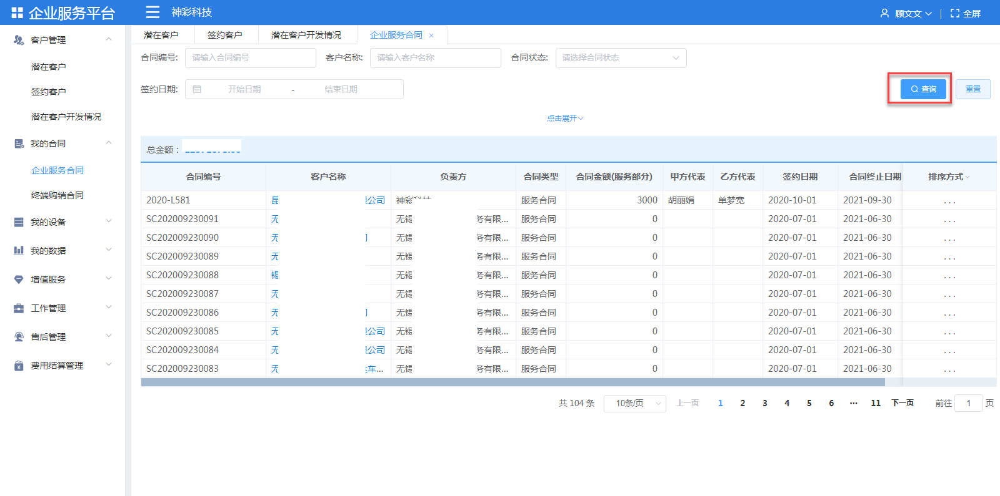 企业服务平台
神彩科技
顾文文 | 全屏
客户管理
潜在客户
签约客户
潜在客户开发情况
我的合同
企业服务合同
终端购销合同
我的设备
我的数据
增值服务
工作管理
售后管理
费用结算管理
潜在客户 签约客户 潜在客户开发情况 企业服务合同 ×
合同编号: 请输入合同编号 客户名称: 请输入客户名称 合同状态: 请选择合同状态
签约日期: 开始日期 - 结束日期 查询 重置
点击展开
总金额：
合同编号 客户名称 负责方 合同类型 合同金额(服务部分) 甲方代表 乙方代表 签约日期 合同终止日期 排序方式
2020-L581 昆 公司 神彩 服务合同 3000 胡丽娟 单梦宽 2020-10-01 2021-09-30 ...
SC202009230091 无 无锡 务有限... 服务合同 0 2020-07-01 2021-06-30 ...
SC202009230090 无 无锡 务有限... 服务合同 0 2020-07-01 2021-06-30 ...
SC202009230089 无 无锡 务有限... 服务合同 0 2020-07-01 2021-06-30 ...
SC202009230088 锡 无锡 务有限... 服务合同 0 2020-07-01 2021-06-30 ...
SC202009230087 无 无锡 务有限... 服务合同 0 2020-07-01 2021-06-30 ...
SC202009230086 无 无锡 务有限... 服务合同 0 2020-07-01 2021-06-30 ...
SC202009230085 无 公司 无锡 务有限... 服务合同 0 2020-07-01 2021-06-30 ...
SC202009230084 无 公司 无锡 务有限... 服务合同 0 2020-07-01 2021-06-30 ...
SC202009230083 无 车... 无锡 务有限... 服务合同 0 2020-07-01 2021-06-30 ...
共 104 条 10条/页 上一页 1 2 3 4 5 6 ... 11 下一页 前往 1 页